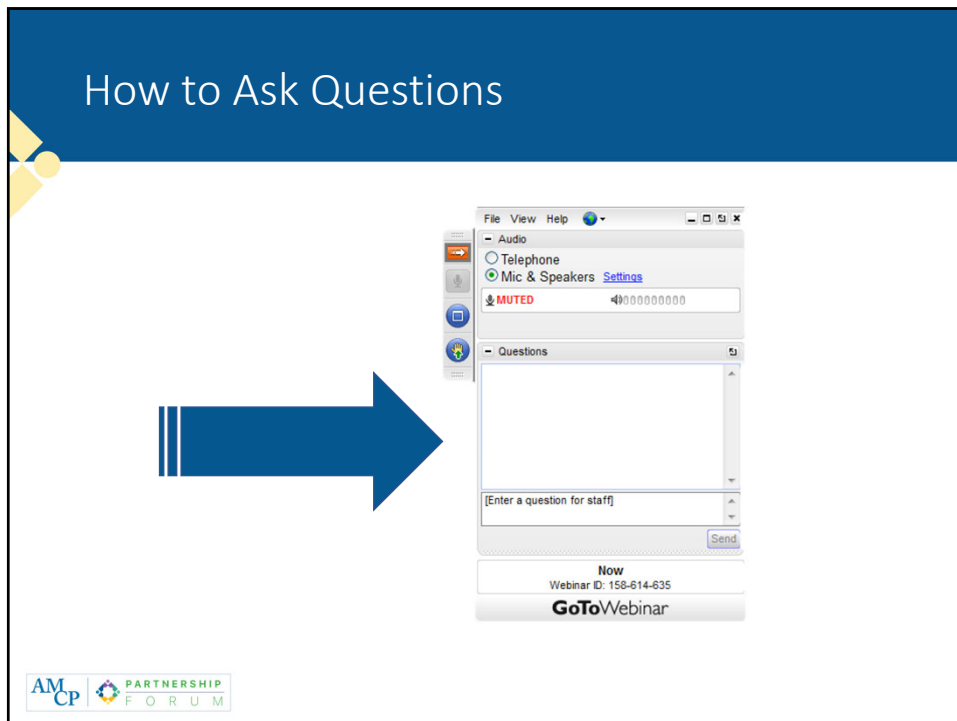 How to Ask Questions
File View Help
Audio
Telephone
Mic & Speakers Settings
MUTED
Questions
[Enter a question for staff]
Send
Now
Webinar ID: 158-614-635
GoToWebinar
AMCP PARTNERSHIP
FORUM